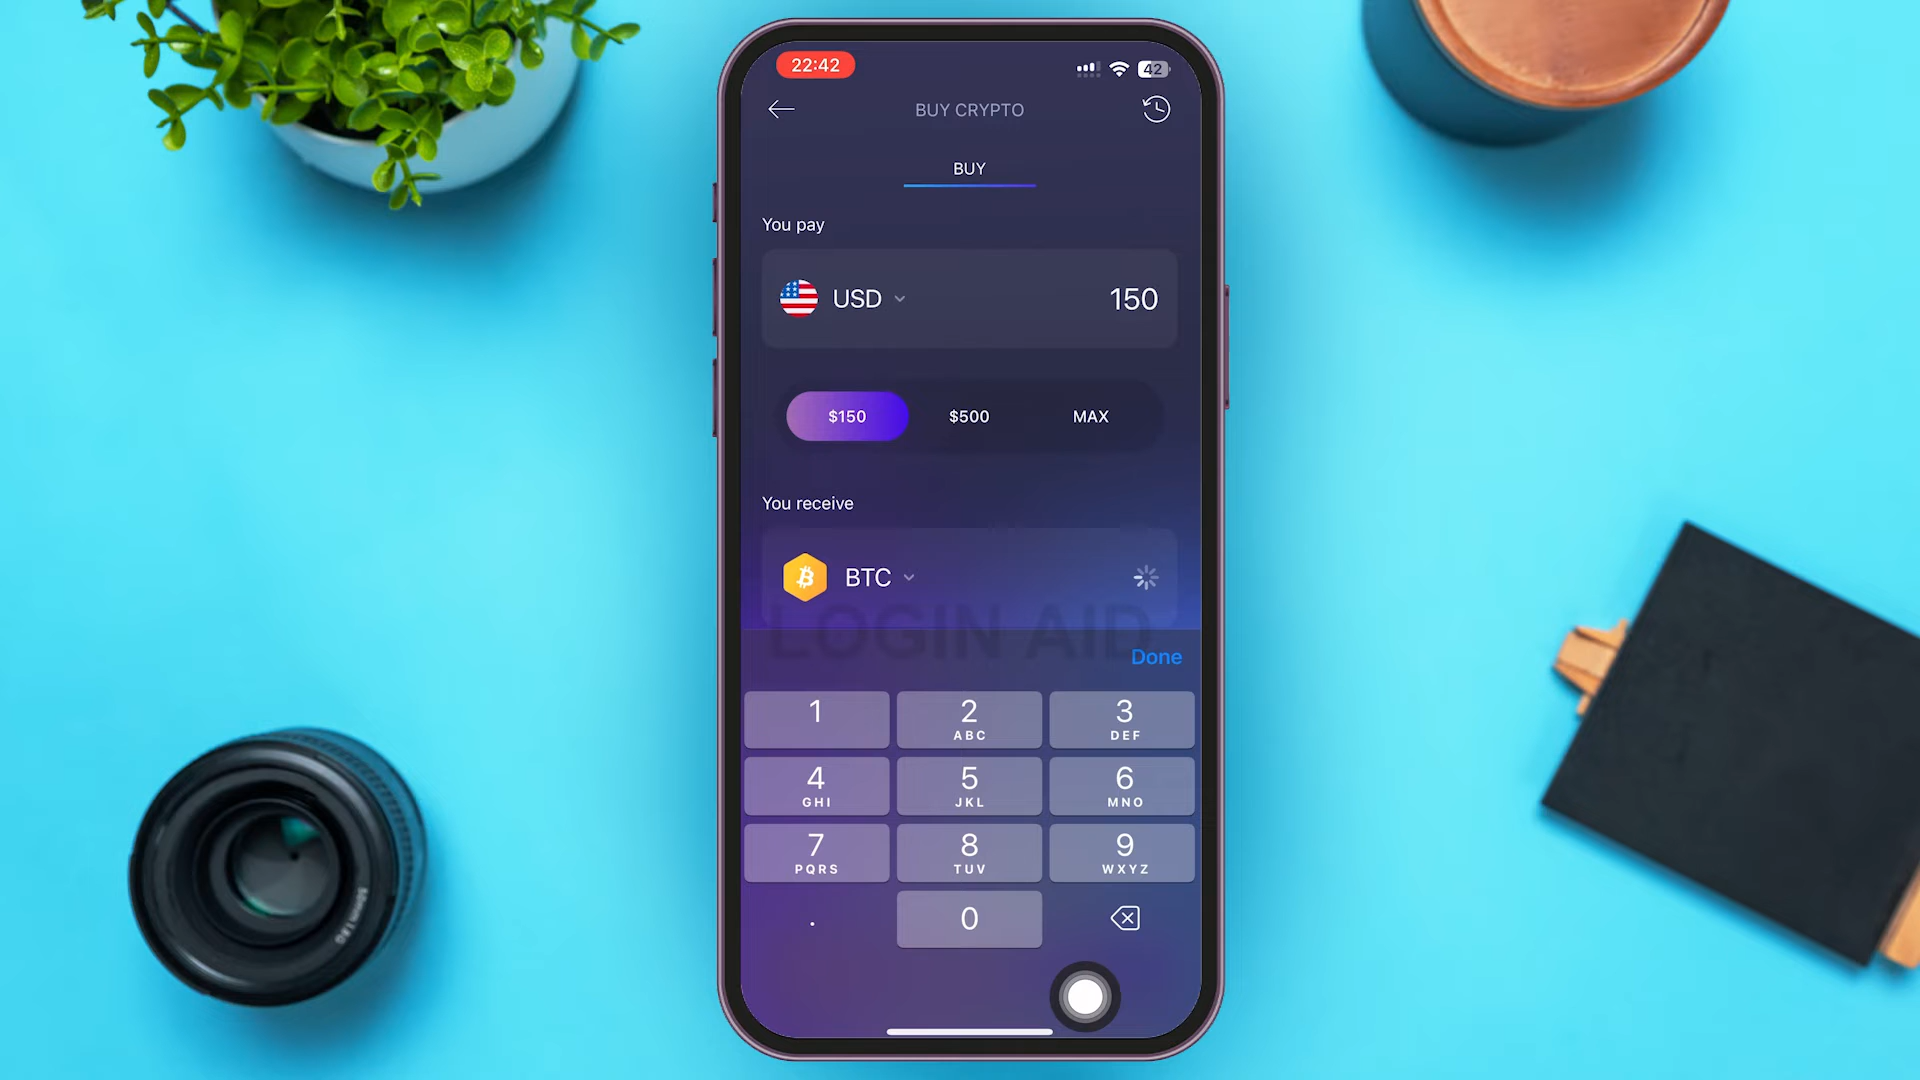 22:42
42
BUY CRYPTO
BUY
You pay
USD
150
$150
$500
MAX
You receive
BTC
LOGIN AID
Done
1
2
ABC
3
DEF
4
GHI
5
JKL
6
MNO
7
PQRS
8
TUV
9
WXYZ
.
0